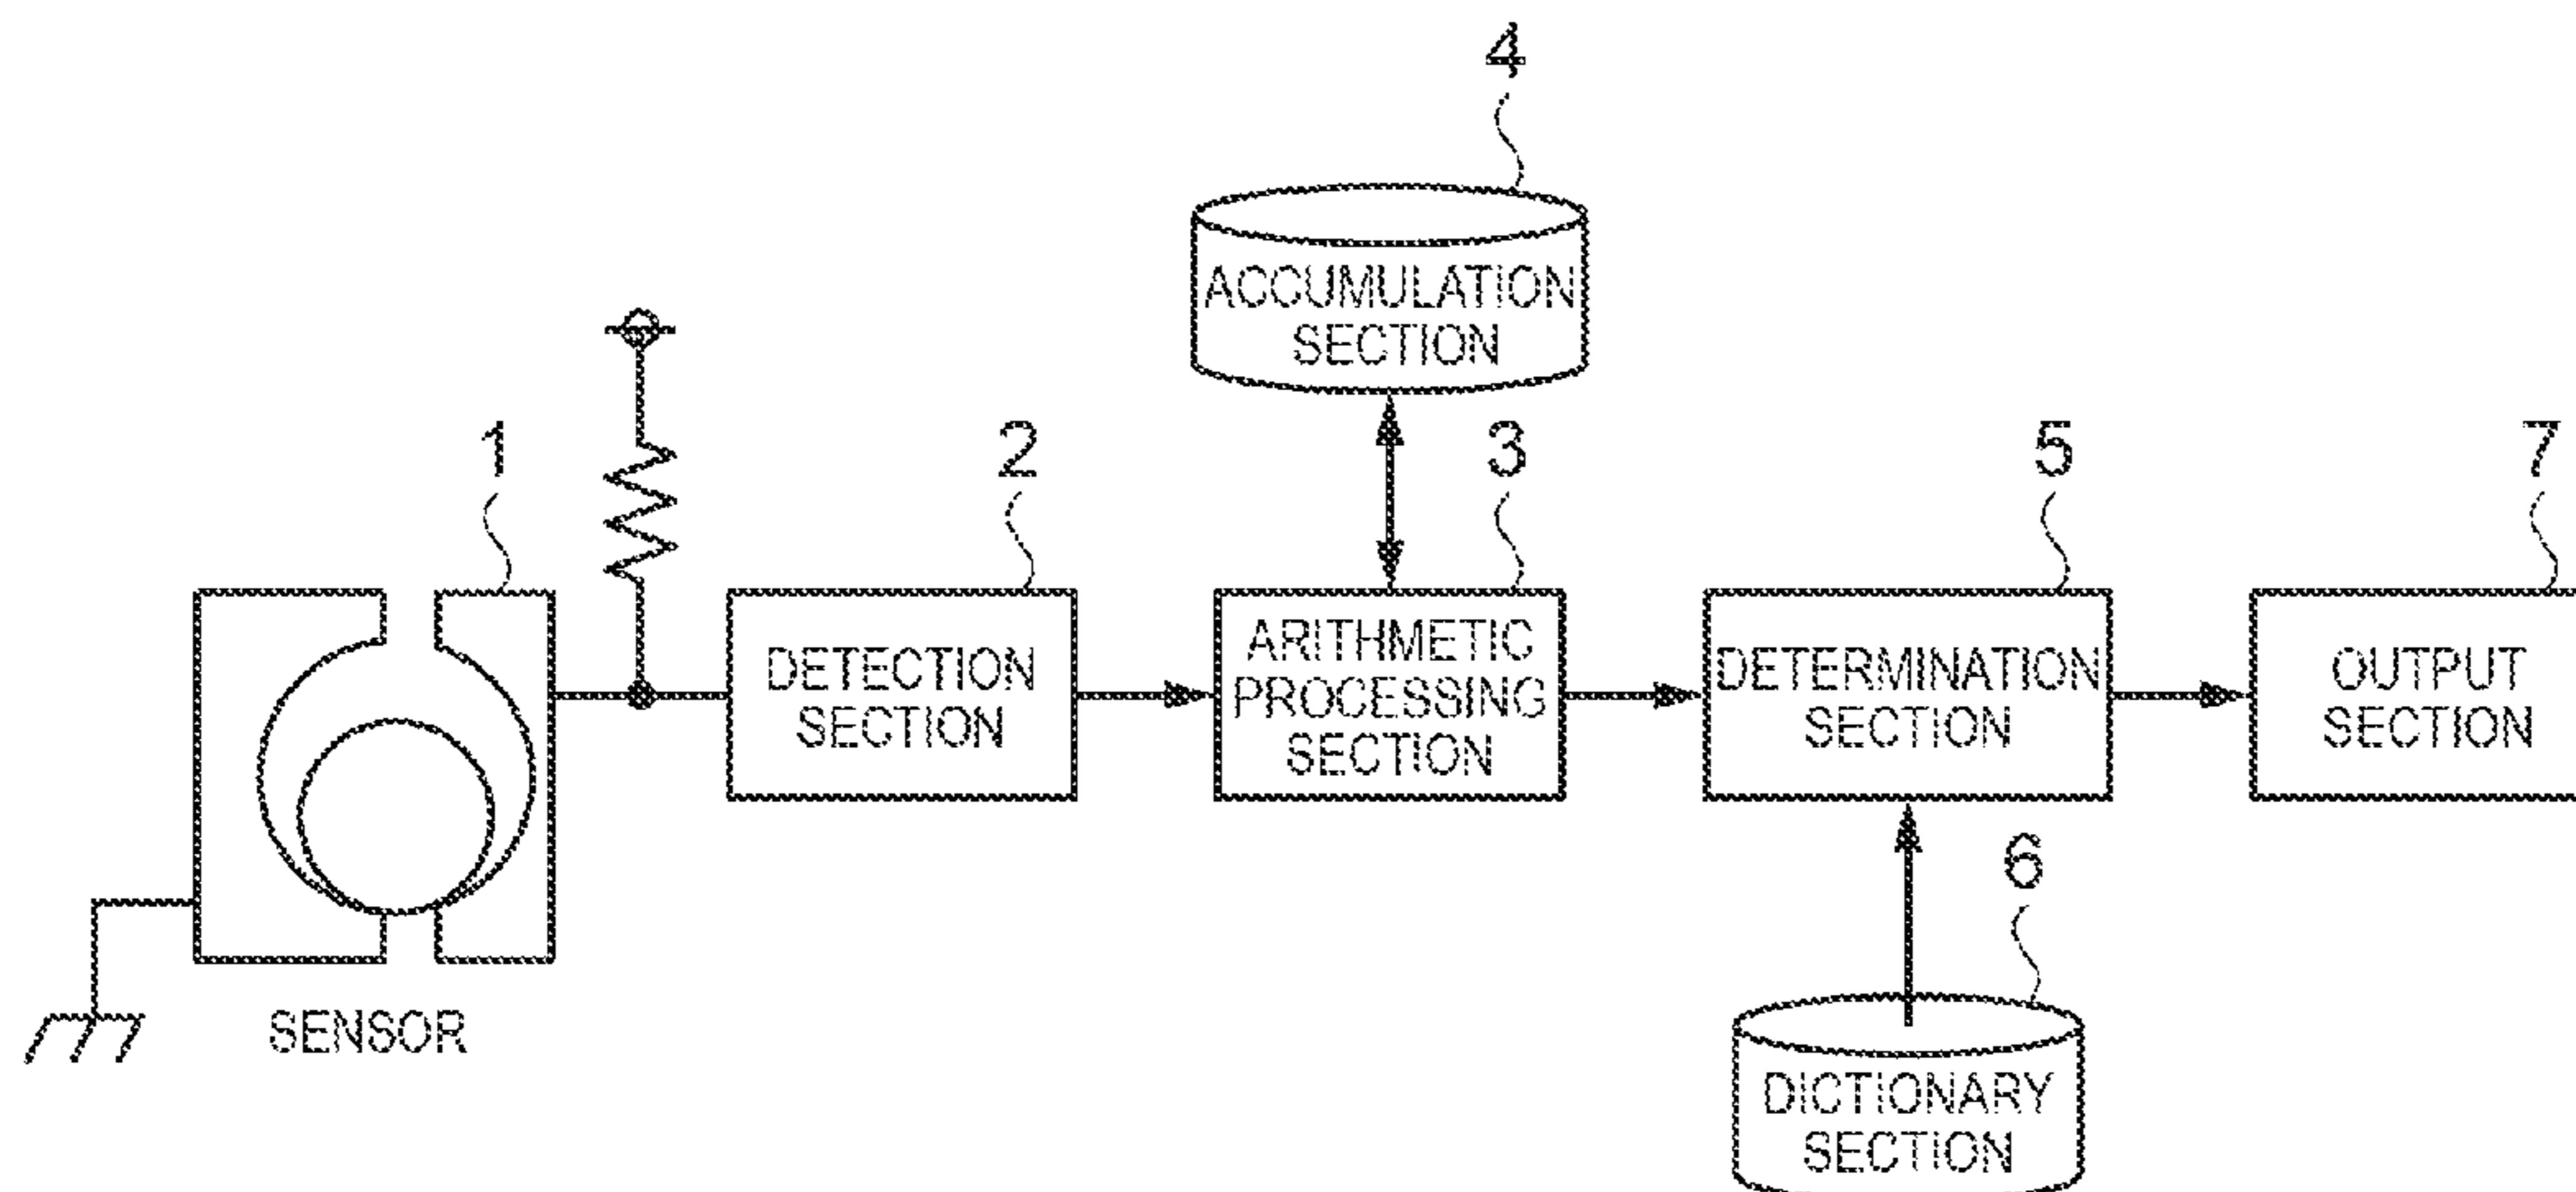 4
ACCUMULATION
SECTION
1
2
3
5
7
DETECTION
SECTION
ARITHMETIC
PROCESSING
SECTION
DETERMINATION
SECTION
OUTPUT
SECTION
6
SENSOR
DICTIONARY
SECTION